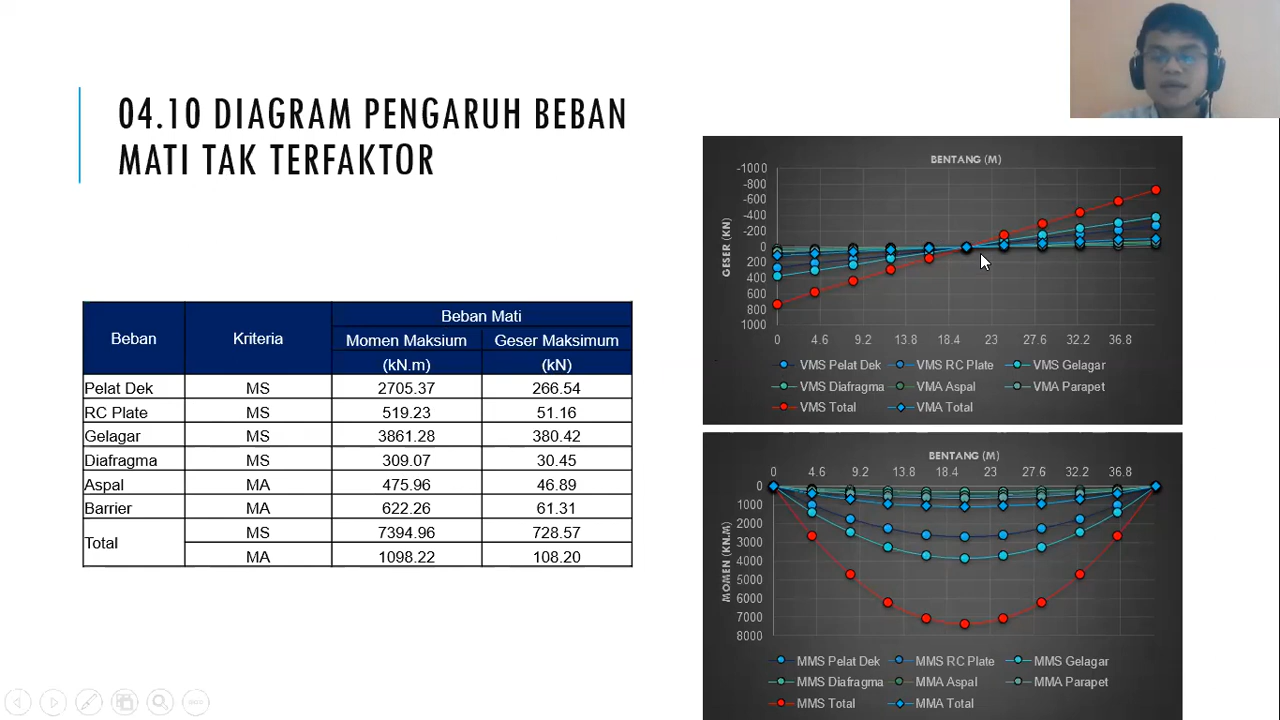 04.10 DIAGRAM PENGARUH BEBAN
MATI TAK TERFAKTOR
Beban Kriteria Beban Mati
Momen Maksium Geser Maksimum
(kN.m) (kN)
Pelat Dek MS 2705.37 266.54
RC Plate MS 519.23 51.16
Gelagar MS 3861.28 380.42
Diafragma MS 309.07 30.45
Aspal MA 475.96 46.89
Barrier MA 622.26 61.31
Total MS 7394.96 728.57
MA 1098.22 108.20
BENTANG (M)
GESER (KN)
-1000
-800
-600
-400
-200
0
200
400
600
800
1000
0 4.6 9.2 13.8 18.4 23 27.6 32.2 36.8
VMS Pelat Dek VMS RC Plate VMS Gelagar
VMS Diafragma VMA Aspal VMA Parapet
VMS Total VMA Total
BENTANG (M)
0 4.6 9.2 13.8 18.4 23 27.6 32.2 36.8
MOMEN (KN.M)
0
1000
2000
3000
4000
5000
6000
7000
8000
MMS Pelat Dek MMS RC Plate MMS Gelagar
MMS Diafragma MMA Aspal MMA Parapet
MMS Total MMA Total